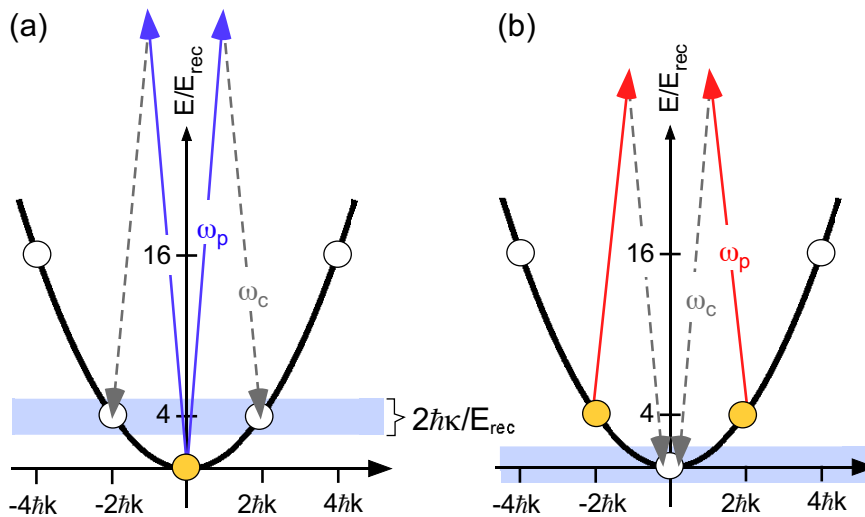 (a)
E/E_rec
ω_p
16
ω_c
4
2ħκ/E_rec
-4ħk -2ħk 2ħk 4ħk
(b)
E/E_rec
16
ω_p
ω_c
4
-4ħk -2ħk 2ħk 4ħk